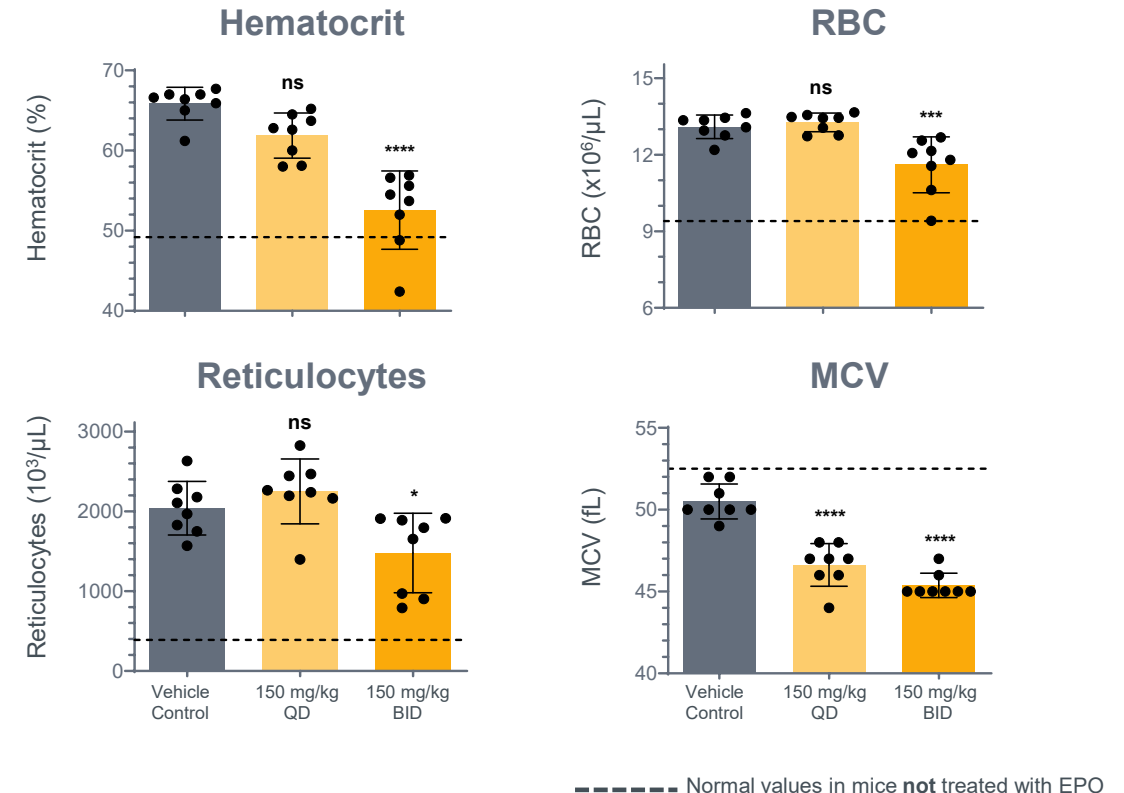 Hematocrit
Hematocrit (%)
70
60
50
40
ns
****
RBC
RBC (x10⁶/µL)
15
12
9
6
ns
***
Reticulocytes
Reticulocytes (10³/µL)
3000
2000
1000
0
ns
*
Vehicle
Control
150 mg/kg
QD
150 mg/kg
BID
MCV
MCV (fL)
55
50
45
40
****
****
Vehicle
Control
150 mg/kg
QD
150 mg/kg
BID
Normal values in mice not treated with EPO